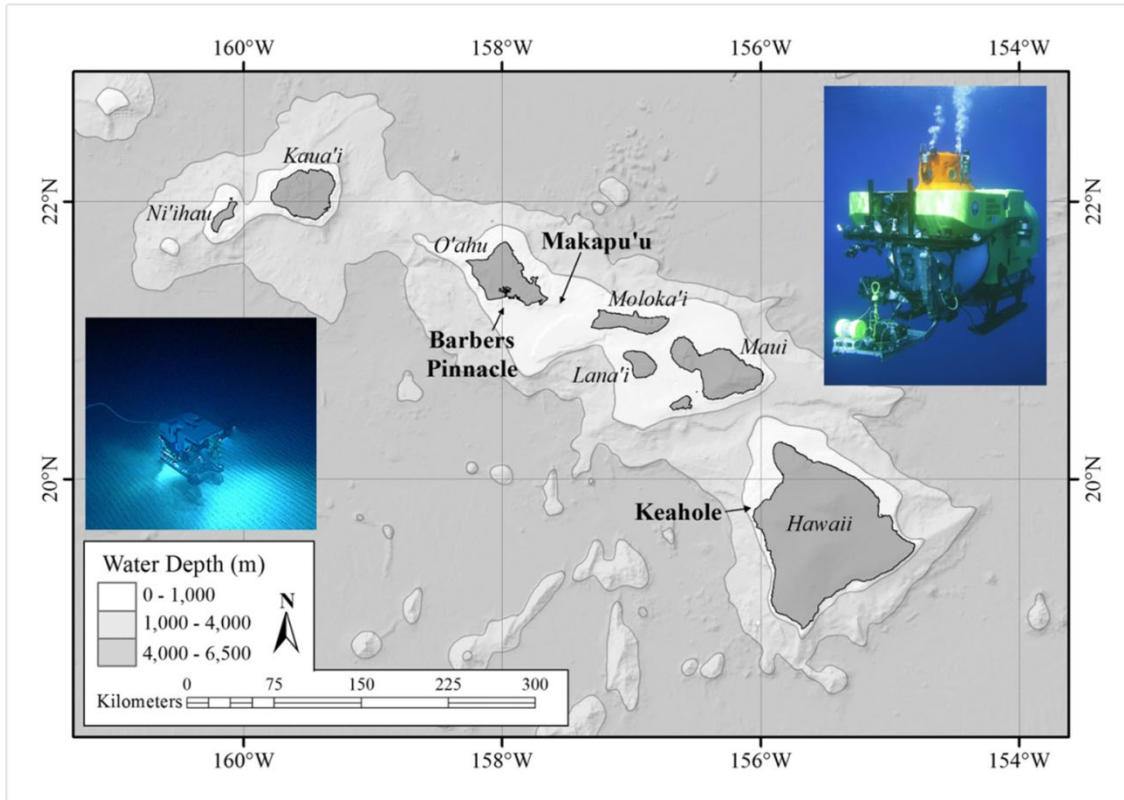 160°W 158°W 156°W 154°W
22°N 22°N
Kaua'i
Ni'ihau
O'ahu
Makapu'u
Moloka'i
Barbers
Pinnacle
Maui
Lana'i
20°N 20°N
Keahole
Hawaii
Water Depth (m)
0 - 1,000
1,000 - 4,000
4,000 - 6,500
N
0 75 150 225 300
Kilometers
160°W 158°W 156°W 154°W